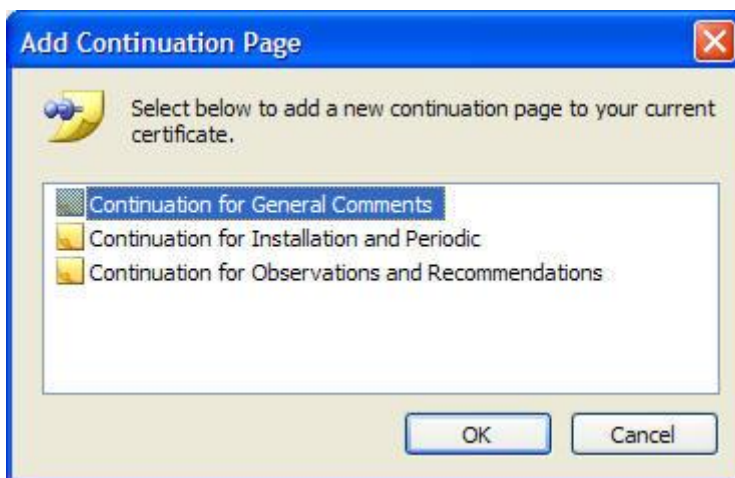 Add Continuation Page
Select below to add a new continuation page to your current
certificate.
Continuation for General Comments
Continuation for Installation and Periodic
Continuation for Observations and Recommendations
OK
Cancel